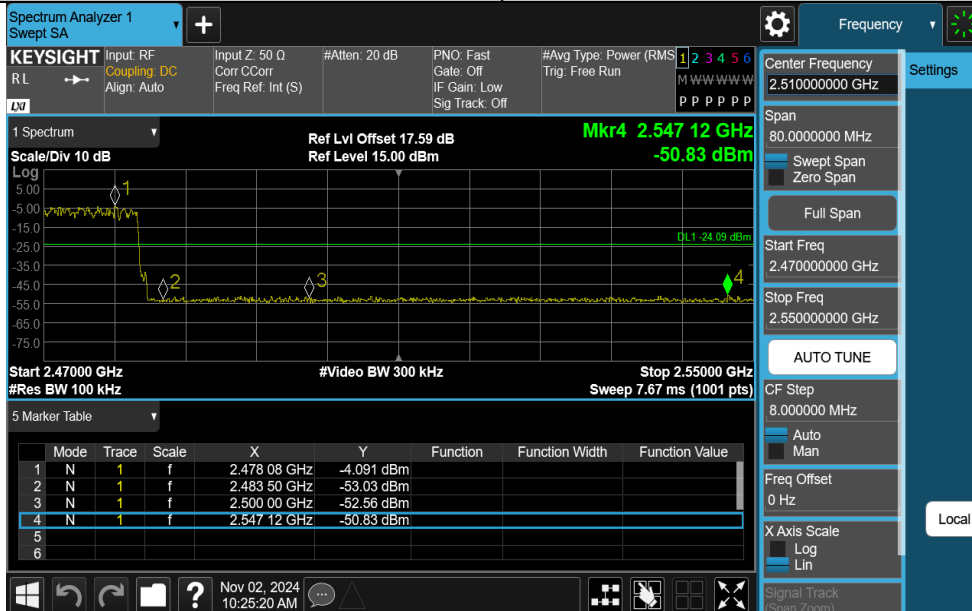 Spectrum Analyzer 1
Swept SA
Frequency
KEYSIGHT
Input: RF
Coupling: DC
Align: Auto
Input Z: 50 Ω
Corr CCorr
Freq Ref: Int (S)
#Atten: 20 dB
PNO: Fast
Gate: Off
IF Gain: Low
Sig Track: Off
#Avg Type: Power (RMS
Trig: Free Run
1 2 3 4 5 6
M W W W W W
P P P P P P
R L
LXI
Center Frequency
2.510000000 GHz
Settings
Span
80.0000000 MHz
Swept Span
Zero Span
Full Span
Start Freq
2.470000000 GHz
Stop Freq
2.550000000 GHz
AUTO TUNE
CF Step
8.000000 MHz
Auto
Man
Freq Offset
0 Hz
X Axis Scale
Log
Lin
Local
Signal Track
(Span Zoom)
1 Spectrum
Scale/Div 10 dB
Ref Lvl Offset 17.59 dB
Ref Level 15.00 dBm
Mkr4 2.547 12 GHz
-50.83 dBm
Log
5.00
-5.00
-15.0
-25.0
-35.0
-45.0
-55.0
-65.0
-75.0
1
2
3
4
DL1 -24.09 dBm
Start 2.47000 GHz
#Video BW 300 kHz
Stop 2.55000 GHz
#Res BW 100 kHz
Sweep 7.67 ms (1001 pts)
5 Marker Table
Mode Trace Scale X Y Function Function Width Function Value
1 N 1 f 2.478 08 GHz -4.091 dBm
2 N 1 f 2.483 50 GHz -53.03 dBm
3 N 1 f 2.500 00 GHz -52.56 dBm
4 N 1 f 2.547 12 GHz -50.83 dBm
5
6
?
Nov 02, 2024
10:25:20 AM